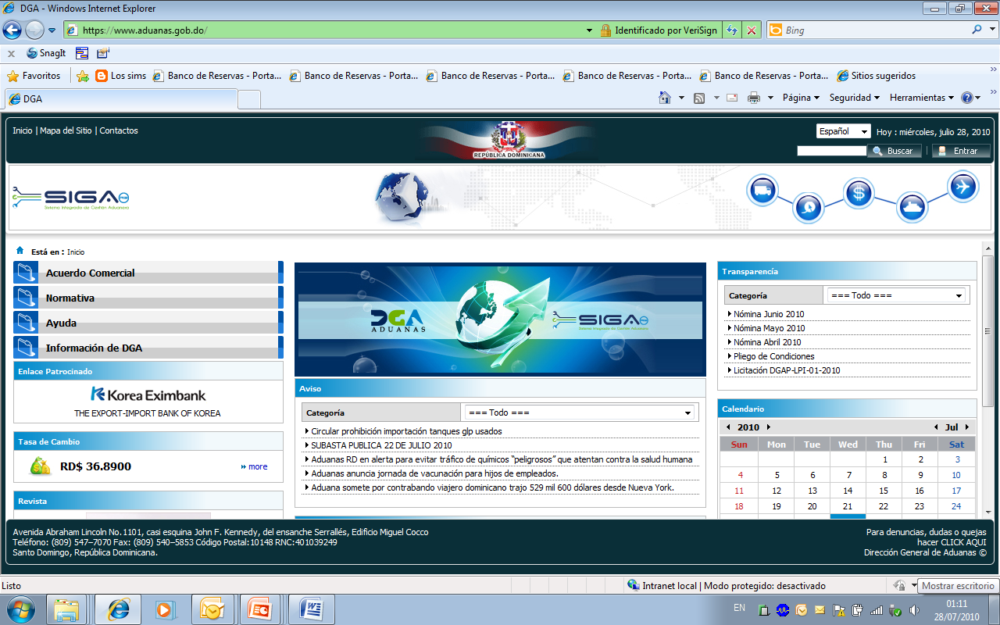 DGA - Windows Internet Explorer
https://www.aduanas.gob.do/
Identificado por VeriSign
Bing
x SnagIt
Favoritos
Los sims
Banco de Reservas - Porta...
Banco de Reservas - Porta...
Banco de Reservas - Porta...
Banco de Reservas - Porta...
Banco de Reservas - Porta...
Sitios sugeridos
DGA
Página
Seguridad
Herramientas
Inicio | Mapa del Sitio | Contactos
REPÚBLICA DOMINICANA
Español
Hoy : miércoles, julio 28, 2010
Buscar
Entrar
SIGA
Sistema Integrado de Gestión Aduanera
Está en : Inicio
Acuerdo Comercial
Normativa
Ayuda
Información de DGA
Enlace Patrocinado
Korea Eximbank
THE EXPORT-IMPORT BANK OF KOREA
Tasa de Cambio
RD$ 36.8900
more
Revista
DGA
ADUANAS
SIGA
Aviso
Categoría
=== Todo ===
Circular prohibición importación tanques glp usados
SUBASTA PUBLICA 22 DE JULIO 2010
Aduanas RD en alerta para evitar tráfico de químicos “peligrosos” que atentan contra la salud humana
Aduanas anuncia jornada de vacunación para hijos de empleados.
Aduana somete por contrabando viajero dominicano trajo 529 mil 600 dólares desde Nueva York.
Transparencía
Categoría
=== Todo ===
Nómina Junio 2010
Nómina Mayo 2010
Nómina Abril 2010
Pliego de Condiciones
Licitación DGAP-LPI-01-2010
Calendario
2010 Jul
Sun Mon Tue Wed Thu Fri Sat
1 2 3
4 5 6 7 8 9 10
11 12 13 14 15 16 17
18 19 20 21 22 23 24
Avenida Abraham Lincoln No.1101, casi esquina John F. Kennedy, del ensanche Serrallés, Edificio Miguel Cocco
Teléfono: (809) 547–7070 Fax: (809) 540–5853 Código Postal:10148 RNC:401039249
Santo Domingo, República Dominicana.
Para denuncias, dudas o quejas
hacer CLICK AQUI
Dirección General de Aduanas ©
Listo
Intranet local | Modo protegido: desactivado
Mostrar escritorio
EN
01:11
28/07/2010